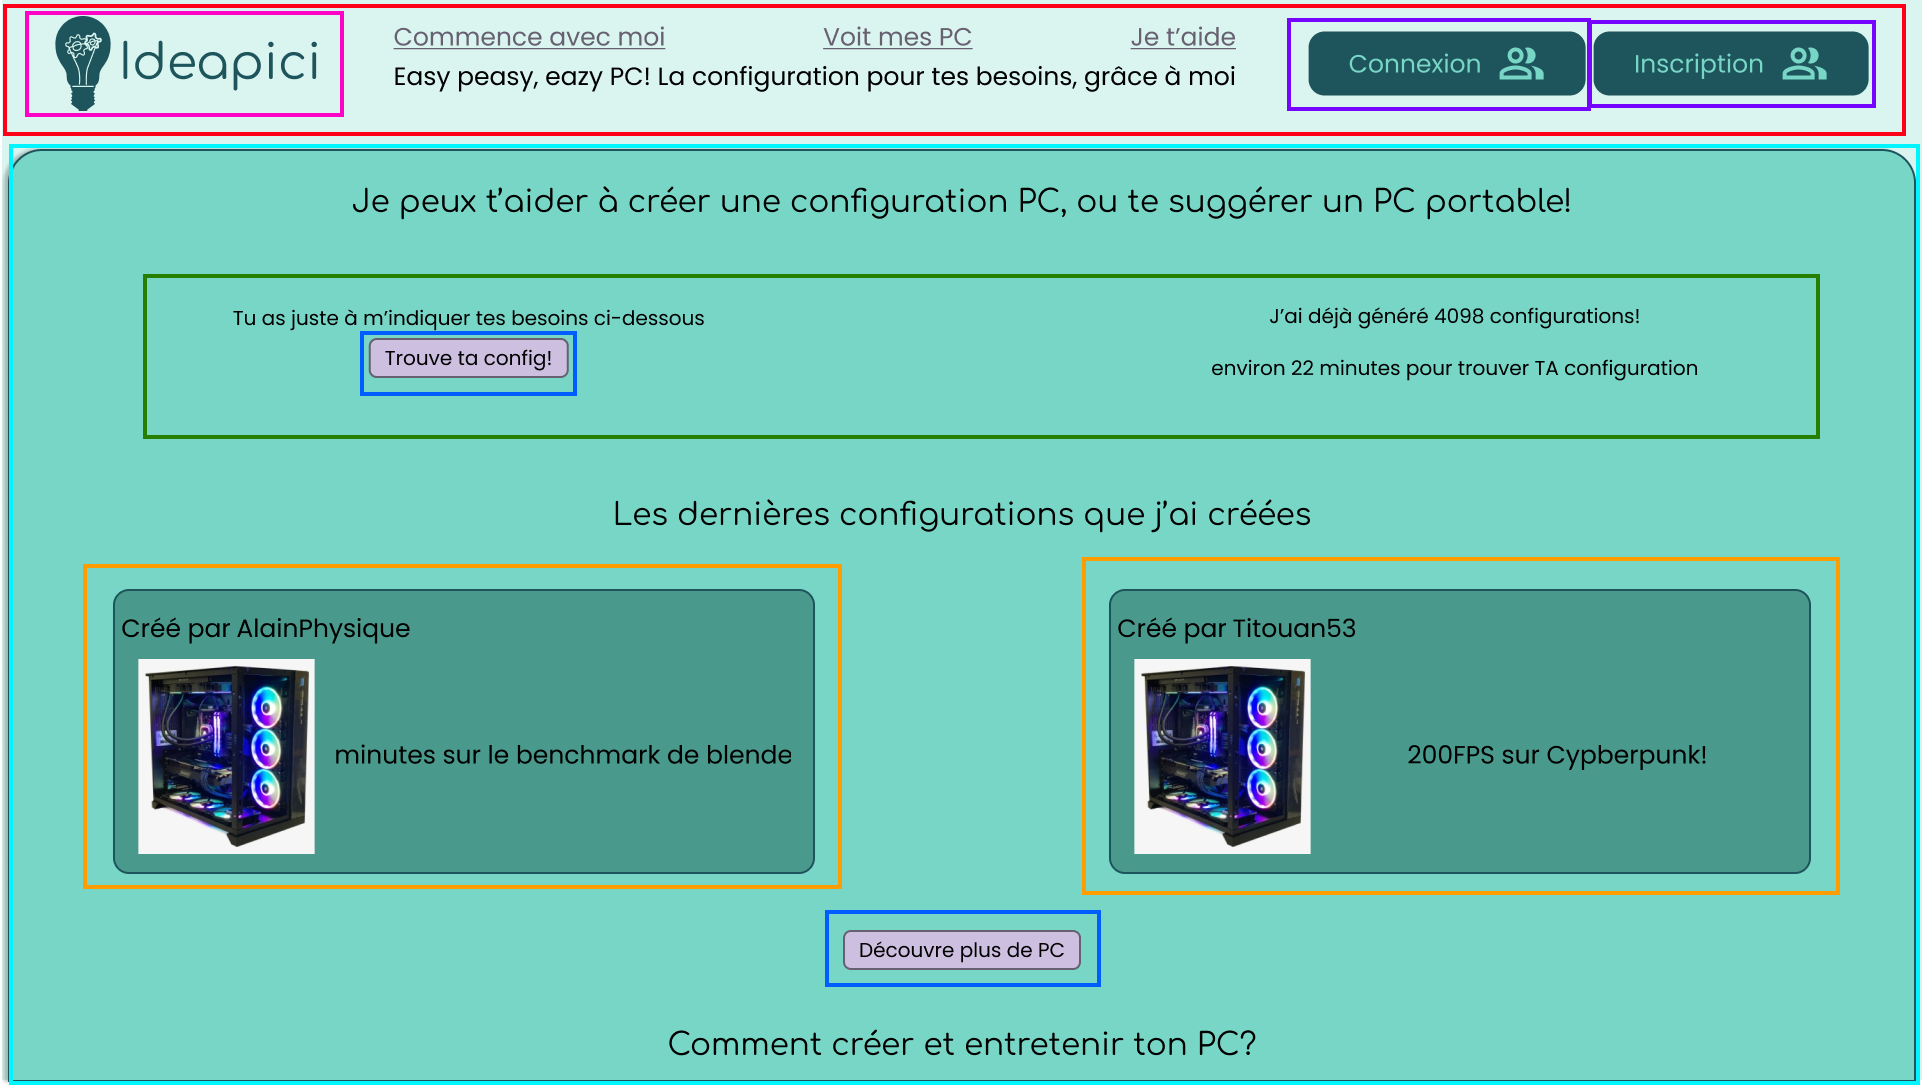 Ideapici
Commence avec moi
Voit mes PC
Je t'aide
Easy peasy, eazy PC! La configuration pour tes besoins, grâce à moi
Connexion
Inscription
Je peux t'aider à créer une configuration PC, ou te suggérer un PC portable!
Tu as juste à m'indiquer tes besoins ci-dessous
Trouve ta config!
J'ai déjà généré 4098 configurations!
environ 22 minutes pour trouver TA configuration
Les dernières configurations que j'ai créées
Créé par AlainPhysique
minutes sur le benchmark de blende
Créé par Titouan53
200FPS sur Cypberpunk!
Découvre plus de PC
Comment créer et entretenir ton PC?